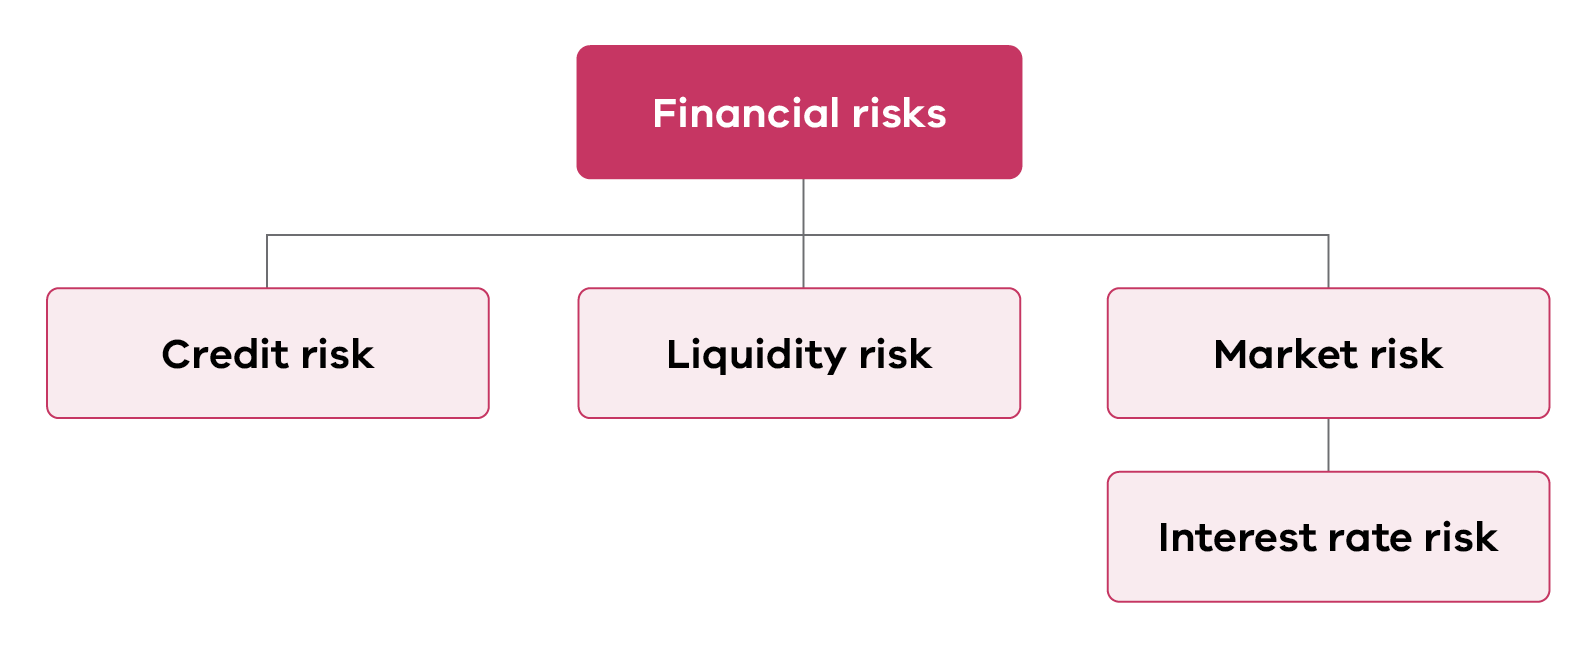 Financial risks
Credit risk
Liquidity risk
Market risk
Interest rate risk